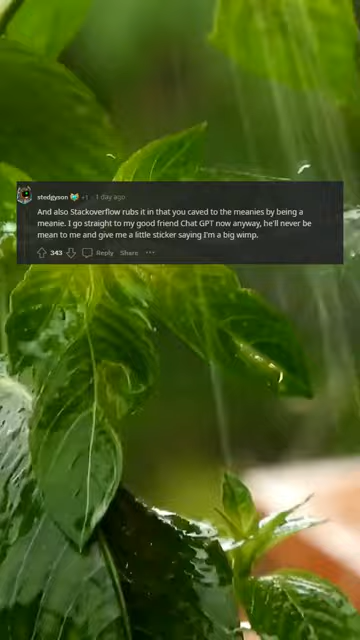 stedgyson +1 · 1 day ago
And also Stackoverflow rubs it in that you caved to the meanies by being a
meanie. I go straight to my good friend Chat GPT now anyway, he'll never be
mean to me and give me a little sticker saying I'm a big wimp.
343 Reply Share ···